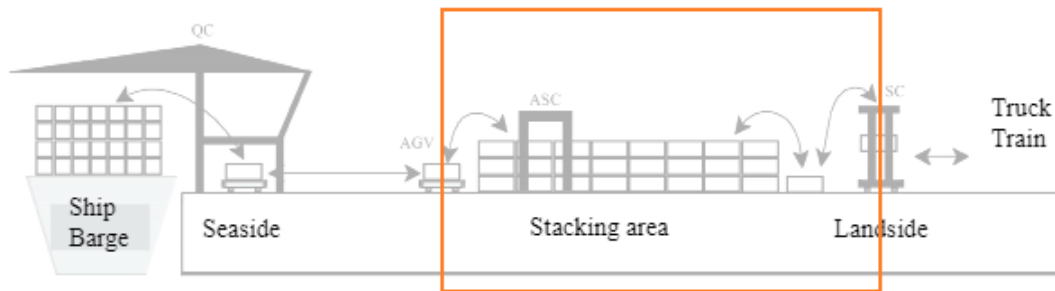 QC
ASC
SC
AGV
Truck
Train
Ship
Barge
Seaside
Stacking area
Landside